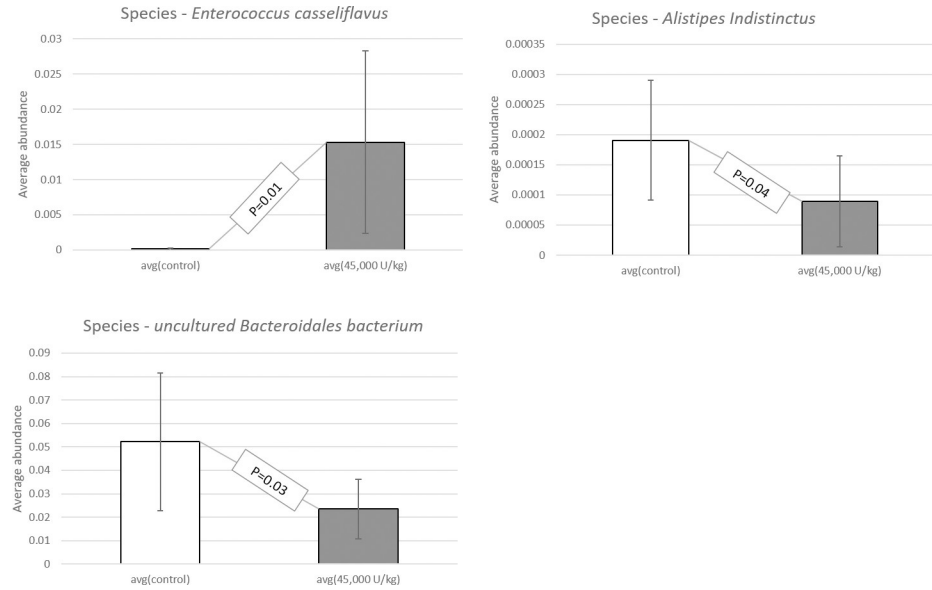 Species - Enterococcus casseliflavus
Average abundance
0.03
0.025
0.02
0.015
0.01
0.005
0
P=0.01
avg(control) avg(45,000 U/kg)
Species - Alistipes Indistinctus
Average abundance
0.00035
0.0003
0.00025
0.0002
0.00015
0.0001
0.00005
0
P=0.04
avg(control) avg(45,000 U/kg)
Species - uncultured Bacteroidales bacterium
Average abundance
0.09
0.08
0.07
0.06
0.05
0.04
0.03
0.02
0.01
0
P=0.03
avg(control) avg(45,000 U/kg)